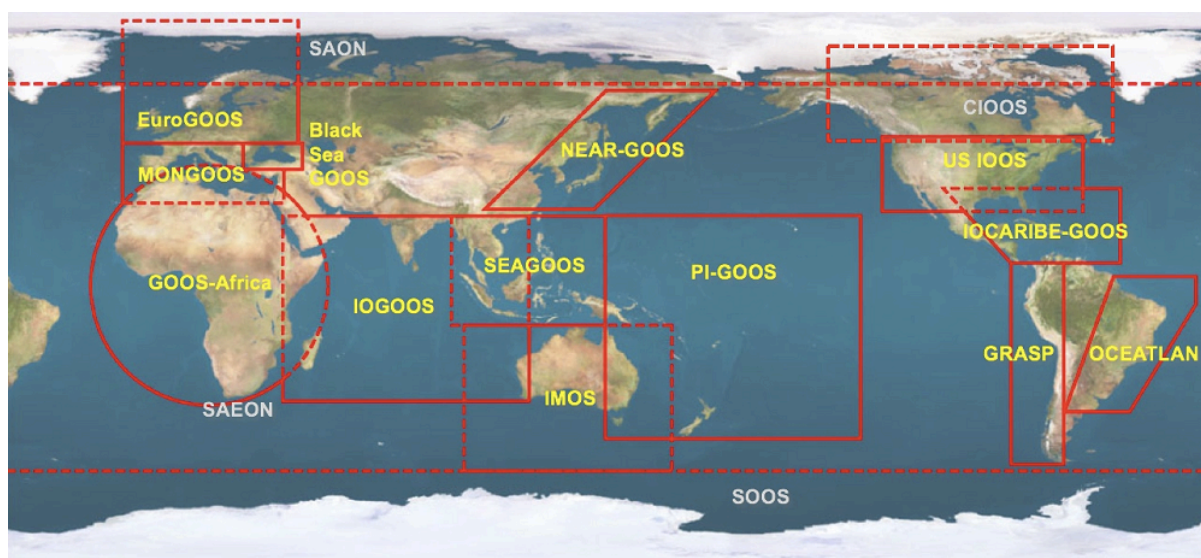 SAON
CIOOS
EuroGOOS
Black
Sea
GOOS
NEAR-GOOS
US IOOS
MONGOOS
IOCARIBE-GOOS
GOOS-Africa
IOGOOS
SEAGOOS
PI-GOOS
GRASP
OCEATLAN
SAEON
IMOS
SOOS